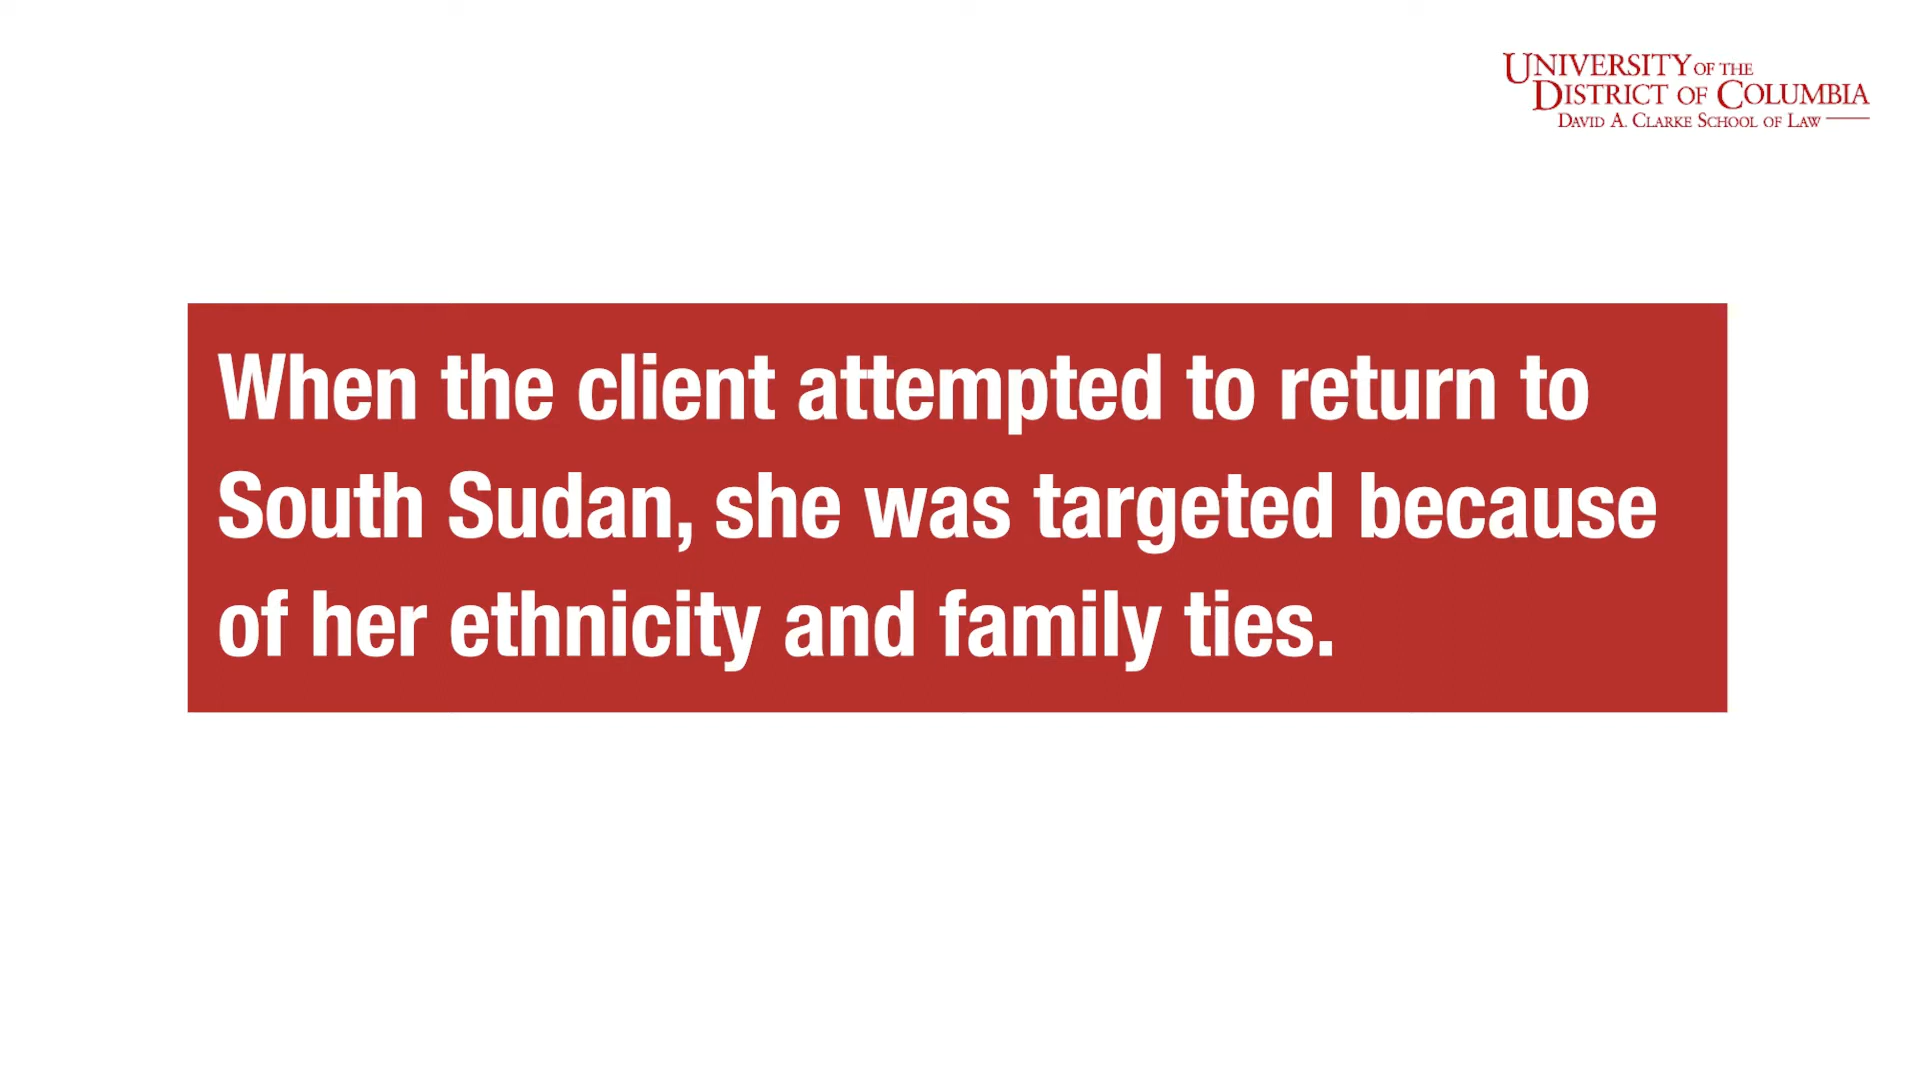 UNIVERSITY OF THE
DISTRICT OF COLUMBIA
DAVID A. CLARKE SCHOOL OF LAW
When the client attempted to return to
South Sudan, she was targeted because
of her ethnicity and family ties.